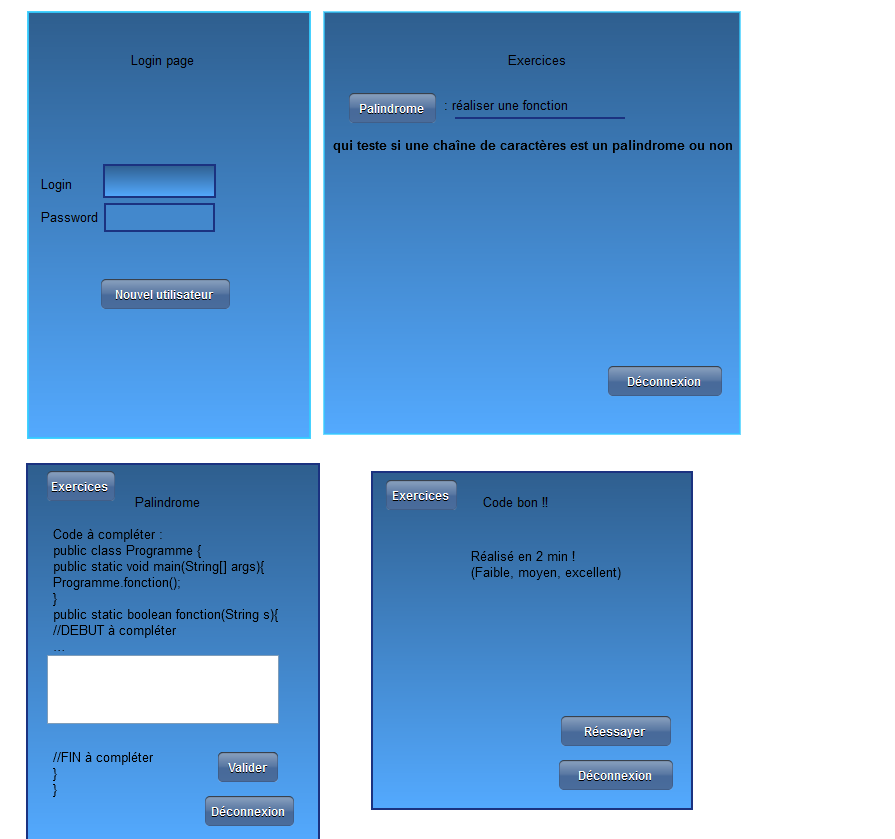 Login page
Login
Password
Nouvel utilisateur
Exercices
Palindrome : réaliser une fonction
qui teste si une chaîne de caractères est un palindrome ou non
Déconnexion
Exercices
Palindrome
Code à compléter :
public class Programme {
public static void main(String[] args){
Programme.fonction();
}
public static boolean fonction(String s){
//DEBUT à compléter
...
//FIN à compléter
}
}
Valider
Déconnexion
Exercices
Code bon !!
Réalisé en 2 min !
(Faible, moyen, excellent)
Réessayer
Déconnexion